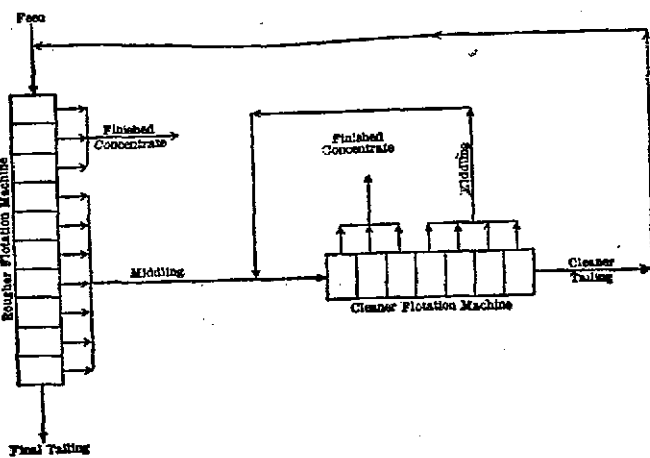 Feed
Finished
Concentrate
Rougher Flotation Machine
Middling
Finished
Concentrate
Middling
Cleaner
Tailing
Cleaner Flotation Machine
Final Tailing